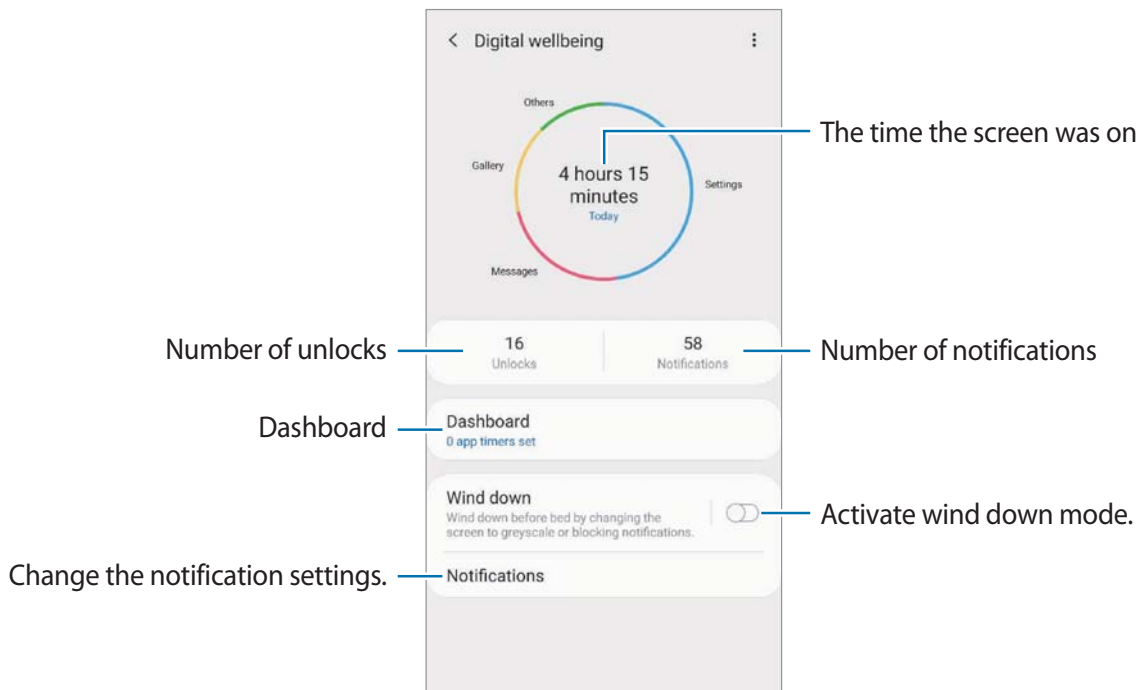 Digital wellbeing
Others
The time the screen was on
Gallery
4 hours 15
minutes
Settings
Today
Messages
Number of unlocks
16
58
Number of notifications
Unlocks
Notifications
Dashboard
Dashboard
0 app timers set
Wind down
Wind down before bed by changing the
screen to greyscale or blocking notifications.
Activate wind down mode.
Change the notification settings.
Notifications